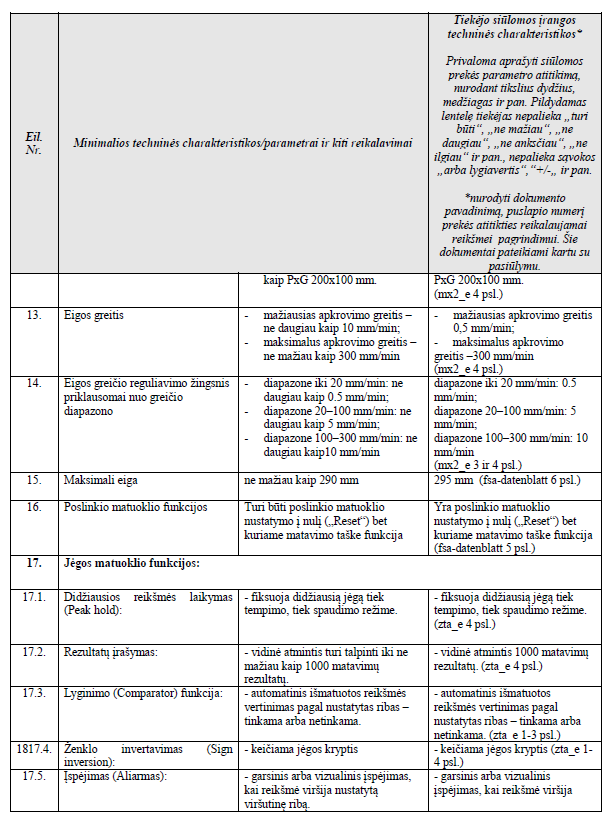 Eil.
Nr.
Minimalios techninės charakteristikos/parametrai ir kiti reikalavimai
Tiekėjo siūlomos įrangos
techninės charakteristikos*
Privaloma aprašyti siūlomos
prekės parametro atitikimą,
nurodant tikslius dydžius,
medžiagas ir pan. Pildydamas
lentelę tiekėjas nepalieka „turi
būti“, „ne mažiau“, „ne
daugiau“, „ne anksčiau“, „ne
ilgiau“ ir pan., nepalieka sąvokos
„arba lygiavertis“,“+/-„ ir pan.
*nurodyti dokumento
pavadinimą, puslapio numerį
prekės atitikties reikalaujamai
reikšmei pagrindimui. Šie
dokumentai pateikiami kartu su
pasiūlymu.
kaip PxG 200x100 mm.
PxG 200x100 mm.
(mx2_e 4 psl.)
13.
Eigos greitis
- mažiausias apkrovimo greitis –
ne daugiau kaip 10 mm/min;
- maksimalus apkrovimo greitis –
ne mažiau kaip 300 mm/min
- mažiausias apkrovimo greitis
0,5 mm/min;
- maksimalus apkrovimo
greitis –300 mm/min
(mx2_e 4 psl.)
14.
Eigos greičio reguliavimo žingsnis
priklausomai nuo greičio
diapazono
- diapazone iki 20 mm/min: ne
daugiau kaip 0.5 mm/min;
- diapazone 20–100 mm/min: ne
daugiau kaip 5 mm/min;
- diapazone 100–300 mm/min: ne
daugiau kaip10 mm/min
diapazone iki 20 mm/min: 0.5
mm/min;
diapazone 20–100 mm/min: 5
mm/min;
diapazone 100–300 mm/min: 10
mm/min
(mx2_e 3 ir 4 psl.)
15.
Maksimali eiga
ne mažiau kaip 290 mm
295 mm (fsa-datenblatt 6 psl.)
16.
Poslinkio matuoklio funkcijos
Turi būti poslinkio matuoklio
nustatymo į nulį („Reset“) bet
kuriame matavimo taške funkcija
Yra poslinkio matuoklio
nustatymo į nulį („Reset“) bet
kuriame matavimo taške funkcija
(fsa-datenblatt 5 psl.)
17.
Jėgos matuoklio funkcijos:
17.1.
Didžiausios reikšmės laikymas
(Peak hold):
- fiksuoja didžiausią jėgą tiek
tempimo, tiek spaudimo režime.
- fiksuoja didžiausią jėgą tiek
tempimo, tiek spaudimo režime.
(zta_e 4 psl.)
17.2.
Rezultatų įrašymas:
- vidinė atmintis turi talpinti iki ne
mažiau kaip 1000 matavimų
rezultatų.
- vidinė atmintis 1000 matavimų
rezultatų. (zta_e 4 psl.)
17.3.
Lyginimo (Comparator) funkcija:
- automatinis išmatuotos reikšmės
vertinimas pagal nustatytas ribas –
tinkama arba netinkama.
- automatinis išmatuotos
reikšmės vertinimas pagal
nustatytas ribas – tinkama arba
netinkama. (zta_e 1-3 psl.)
1817.4.
Ženklo invertavimas (Sign
inversion):
- keičiama jėgos kryptis
- keičiama jėgos kryptis (zta_e 1-
4 psl.)
17.5.
Įspėjimas (Aliarmas):
- garsinis arba vizualinis įspėjimas,
kai reikšmė viršija nustatytą
viršutinę ribą.
- garsinis arba vizualinis
įspėjimas, kai reikšmė viršija